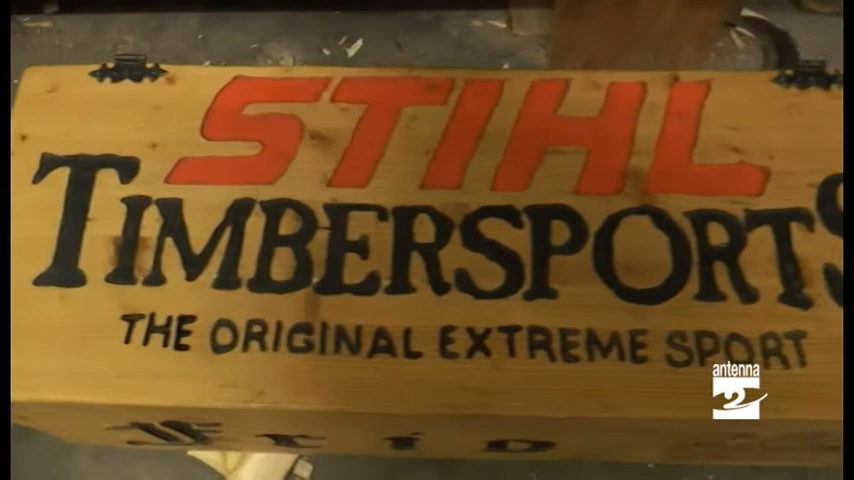 STIHL
TIMBERSPORTS
THE ORIGINAL EXTREME SPORT
antenna
2